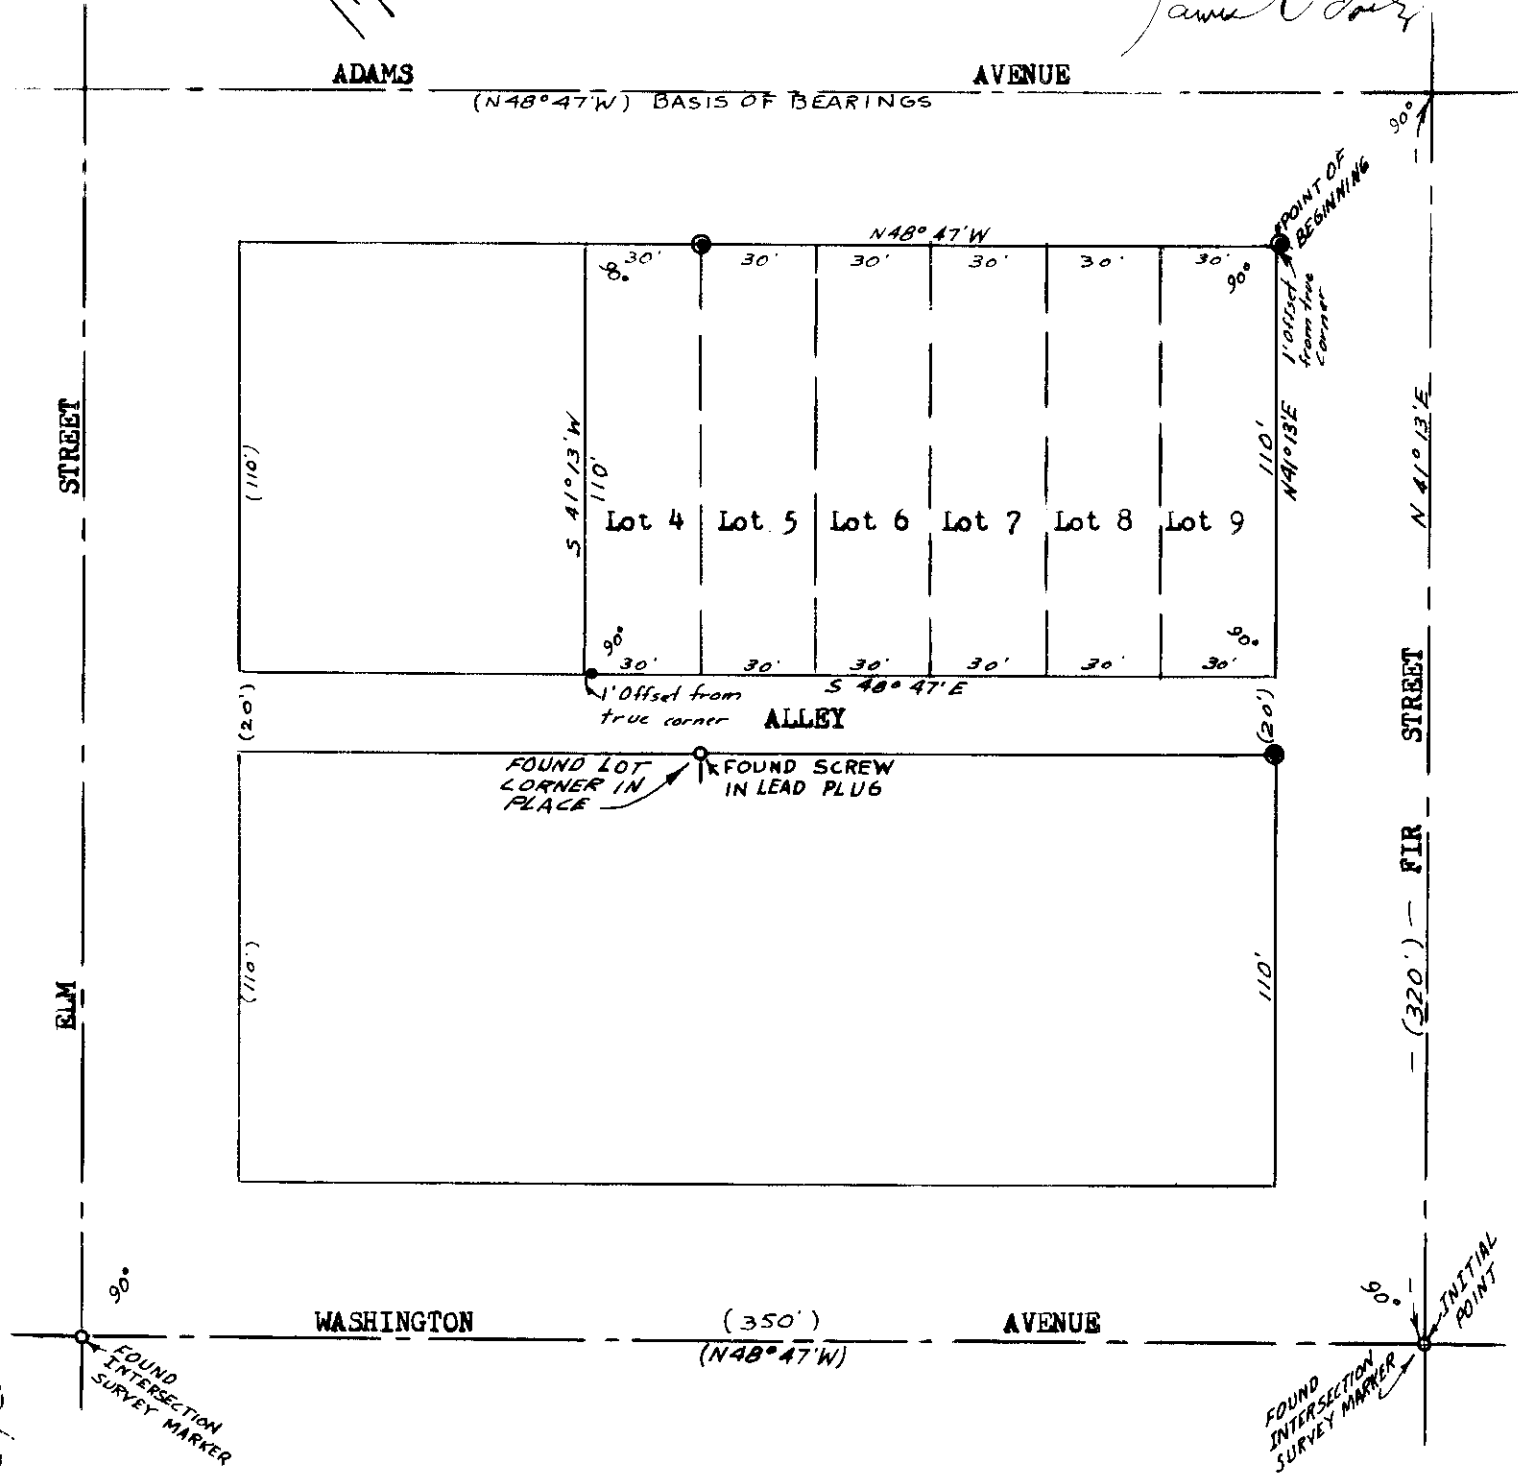 ADAMS AVENUE
(N48°47'W) BASIS OF BEARINGS
90°
POINT OF
BEGINNING
N48°47'W
30' 30' 30' 30' 30' 30'
90°
90°
1' Offset
from true
corner
STREET
(110')
S 41°13'W
110'
110'
N41°13'E
N 41°13'E
Lot 4 Lot 5 Lot 6 Lot 7 Lot 8 Lot 9
90°
90°
30' 30' 30' 30' 30' 30'
S 48°47'E
1' Offset from
true corner
(20')
ALLEY
(20')
STREET
FOUND LOT
CORNER IN
PLACE
FOUND SCREW
IN LEAD PLUG
FIR
ELM
(110')
110'
(320')
90°
90°
INITIAL
POINT
WASHINGTON (350') AVENUE
(N48°47'W)
FOUND
INTERSECTION
SURVEY MARKER
FOUND
INTERSECTION
SURVEY MARKER